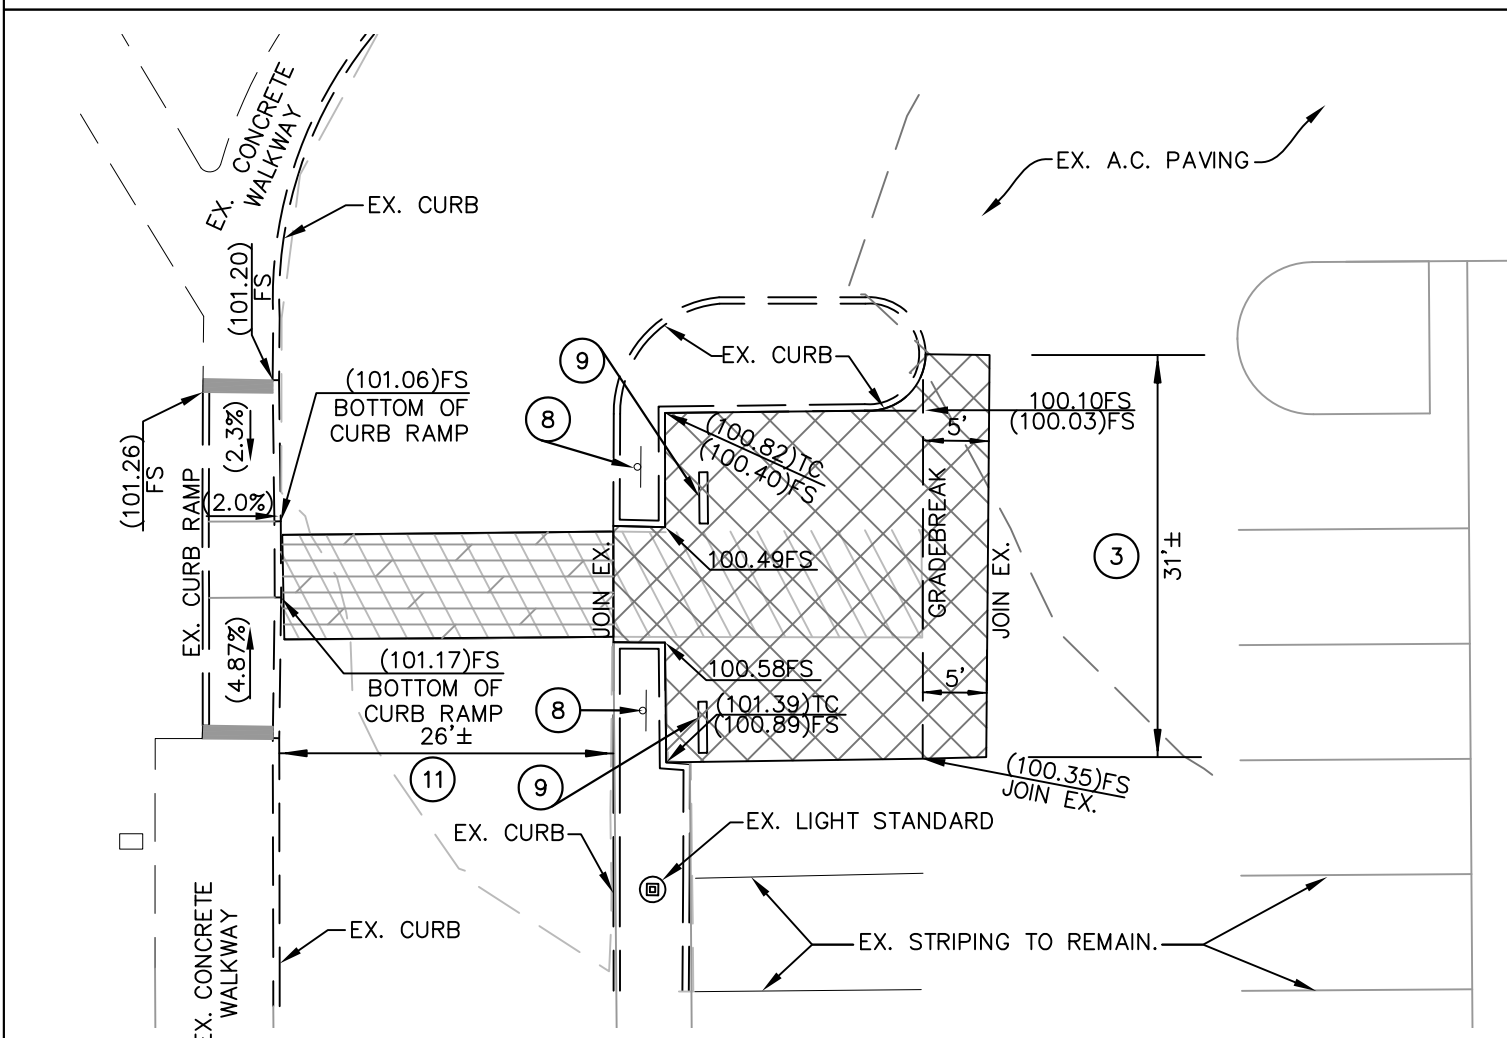 EX. CONCRETE
WALKWAY
EX. CURB
EX. A.C. PAVING
(101.20)
FS
(101.06)FS
BOTTOM OF
CURB RAMP
9
EX. CURB
8
(100.82)TC
(100.40)FS
100.10FS
(100.03)FS
5'
(101.26)
FS
(2.3%)
(2.0%)
EX. CURB RAMP
JOIN EX.
100.49FS
GRADEBREAK
JOIN EX.
3
31'±
(4.87%)
(101.17)FS
BOTTOM OF
CURB RAMP
26'±
11
100.58FS
8
(101.39)TC
(100.89)FS
5'
9
(100.35)FS
JOIN EX.
EX. CURB
EX. LIGHT STANDARD
EX. CONCRETE
WALKWAY
EX. CURB
EX. STRIPING TO REMAIN.